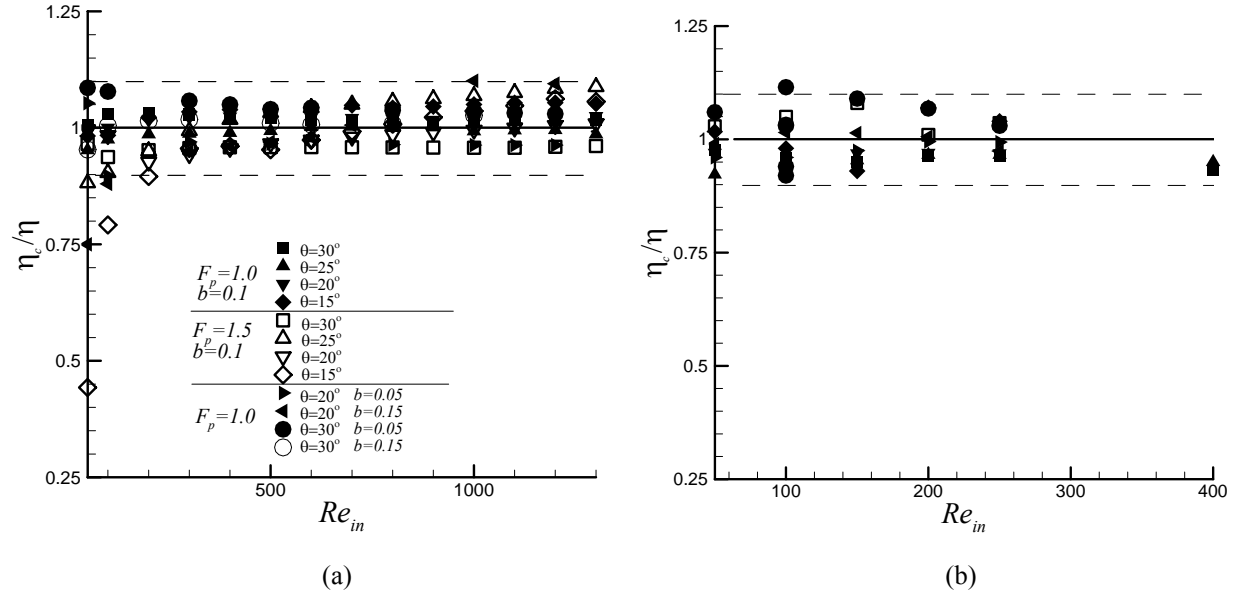 1.25
1
0.75
0.5
0.25
η_c/η
500
1000
Re_in
F_p=1.0
b=0.1
θ=30°
θ=25°
θ=20°
θ=15°
F_p=1.5
b=0.1
θ=30°
θ=25°
θ=20°
θ=15°
F_p=1.0
θ=20° b=0.05
θ=20° b=0.15
θ=30° b=0.05
θ=30° b=0.15
(a)
1.25
1
0.75
0.5
0.25
η_c/η
100
200
300
400
Re_in
(b)